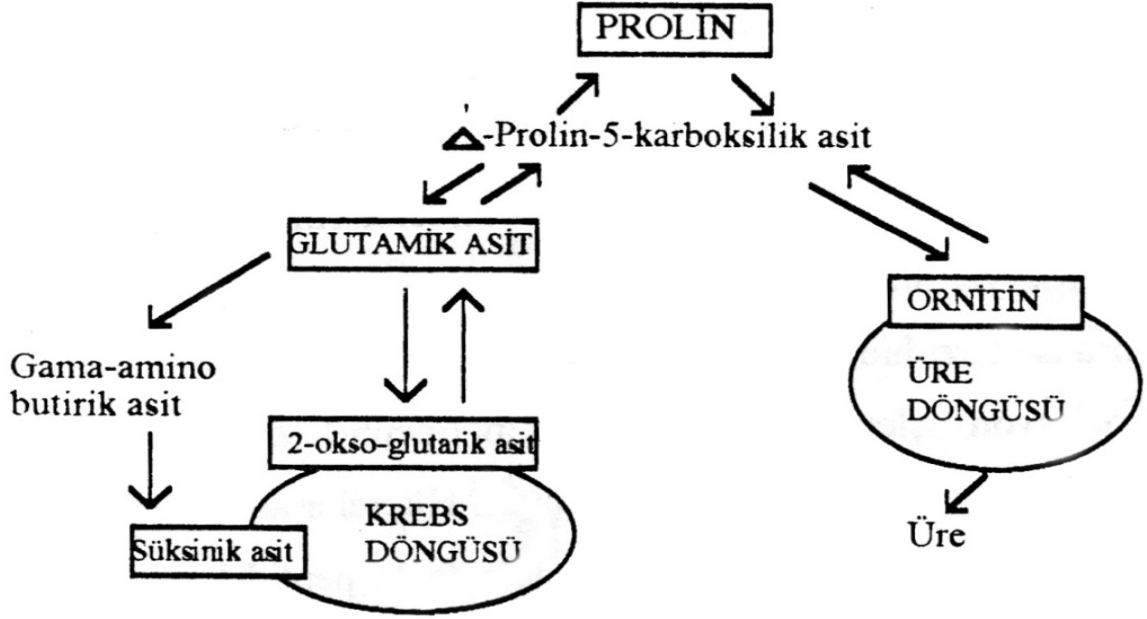 PROLİN
Δ'-Prolin-5-karboksilik asit
GLUTAMİK ASİT
ORNİTİN
Gama-amino
butirik asit
ÜRE
DÖNGÜSÜ
2-okso-glutarik asit
KREBS
DÖNGÜSÜ
Süksinik asit
Üre